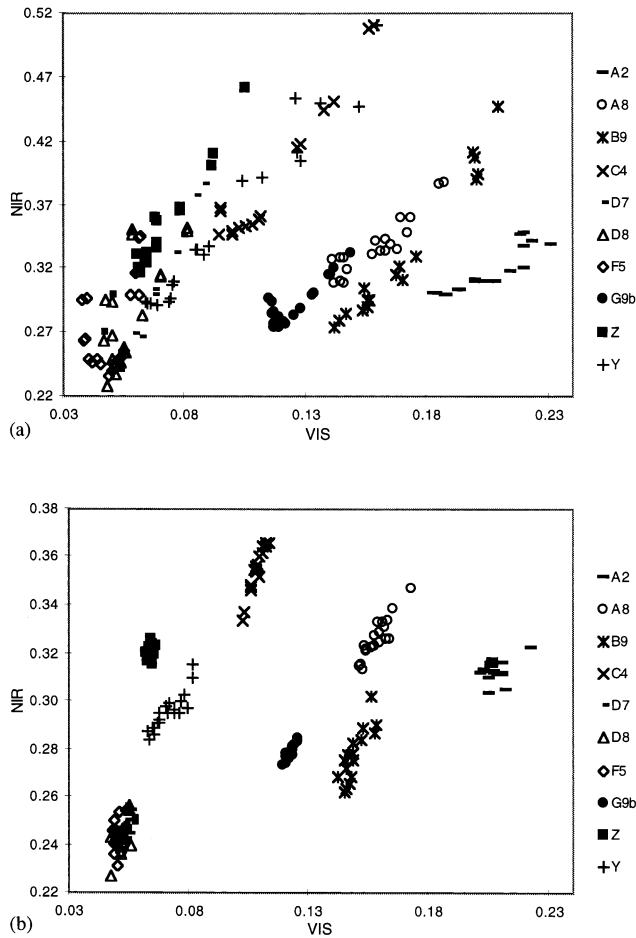 0.52
0.47
0.42
0.37
0.32
0.27
0.22
NIR
0.03 0.08 0.13 0.18 0.23
VIS
(a)
A2
A8
B9
C4
D7
D8
F5
G9b
Z
Y
0.38
0.36
0.34
0.32
0.30
0.28
0.26
0.24
0.22
NIR
0.03 0.08 0.13 0.18 0.23
VIS
(b)
A2
A8
B9
C4
D7
D8
F5
G9b
Z
Y